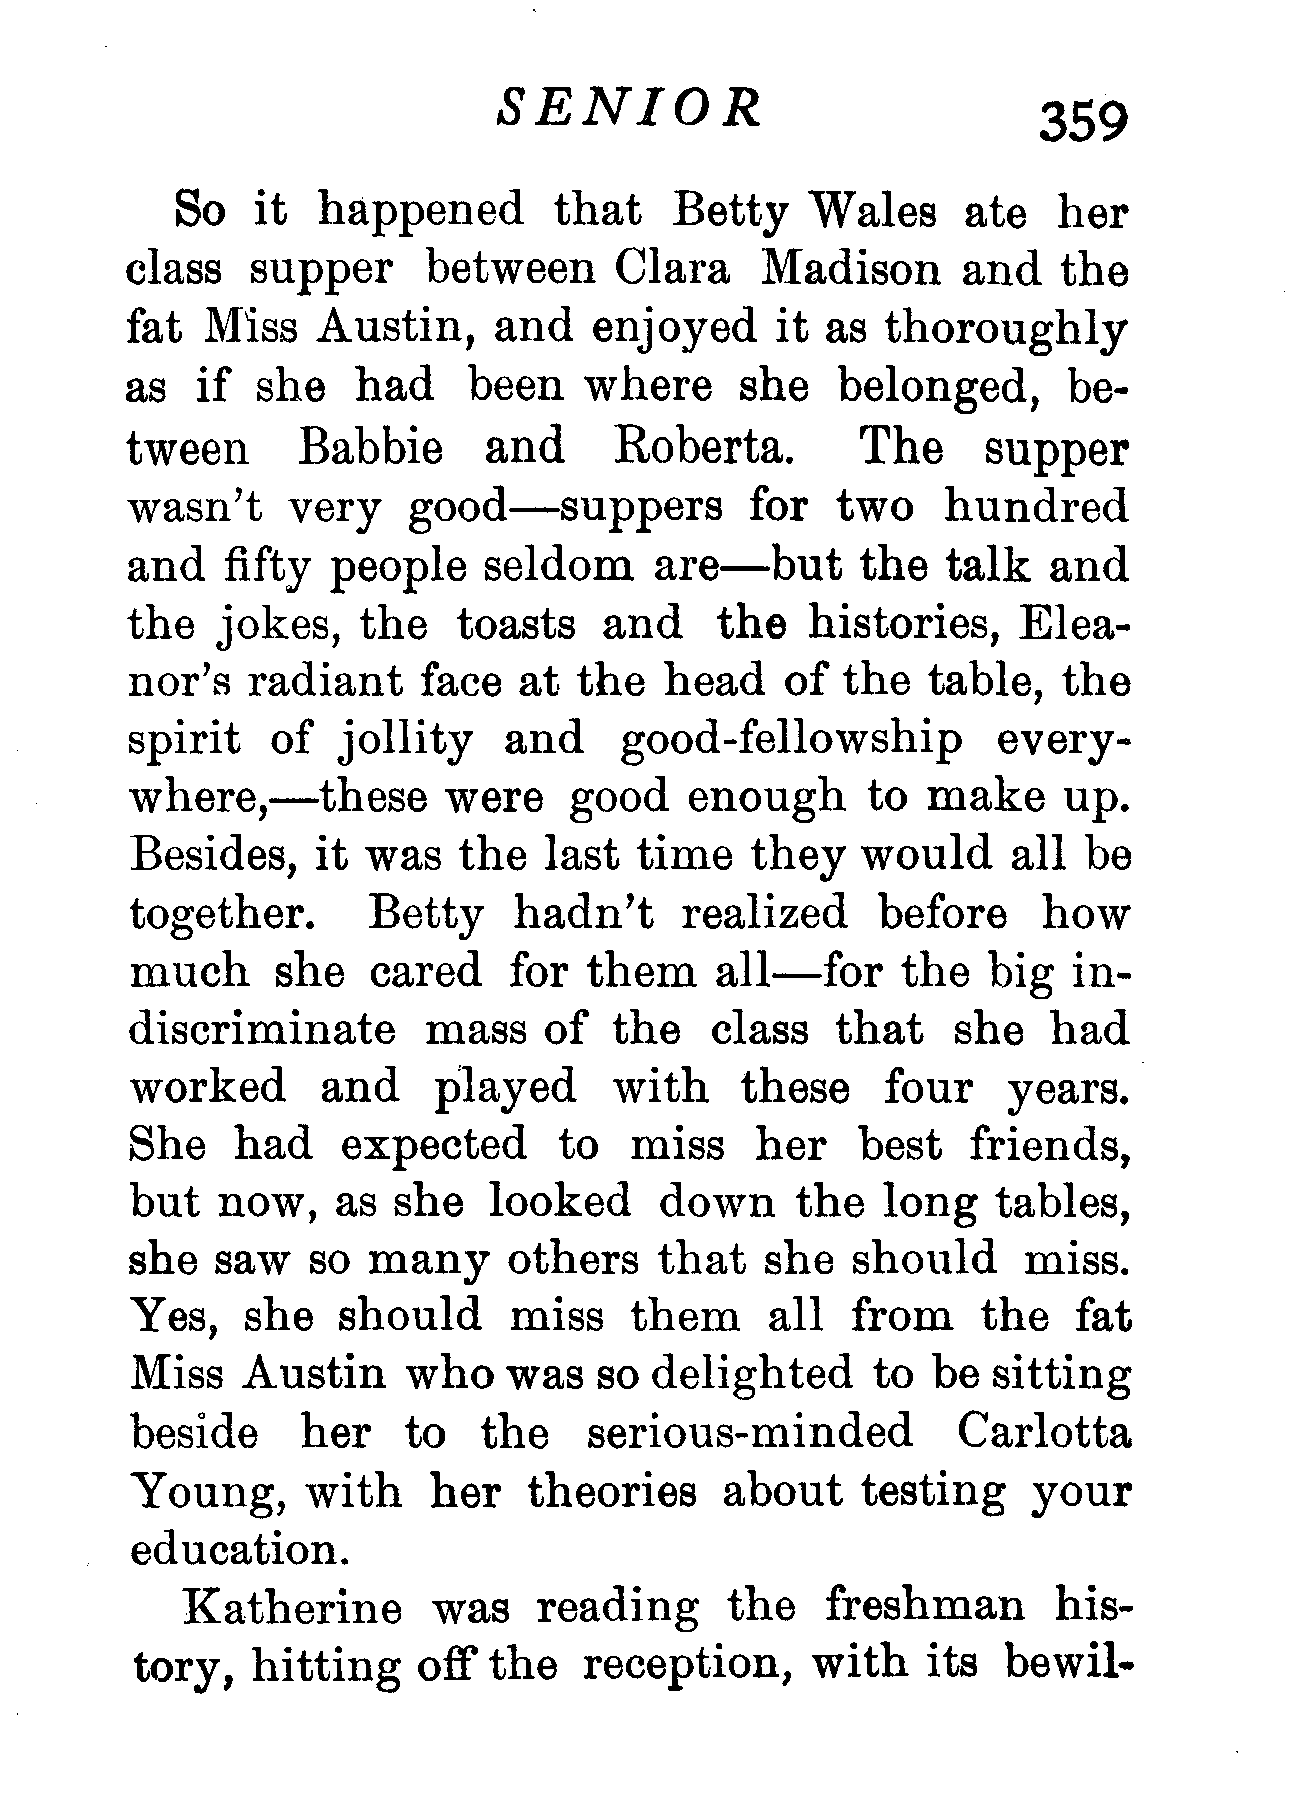 SENIOR 359
So it happened that Betty Wales ate her
class supper between Clara Madison and the
fat Miss Austin, and enjoyed it as thoroughly
as if she had been where she belonged, be-
tween Babbie and Roberta. The supper
wasn't very good—suppers for two hundred
and fifty people seldom are—but the talk and
the jokes, the toasts and the histories, Elea-
nor's radiant face at the head of the table, the
spirit of jollity and good-fellowship every-
where,—these were good enough to make up.
Besides, it was the last time they would all be
together. Betty hadn't realized before how
much she cared for them all—for the big in-
discriminate mass of the class that she had
worked and played with these four years.
She had expected to miss her best friends,
but now, as she looked down the long tables,
she saw so many others that she should miss.
Yes, she should miss them all from the fat
Miss Austin who was so delighted to be sitting
beside her to the serious-minded Carlotta
Young, with her theories about testing your
education.
Katherine was reading the freshman his-
tory, hitting off the reception, with its bewil-